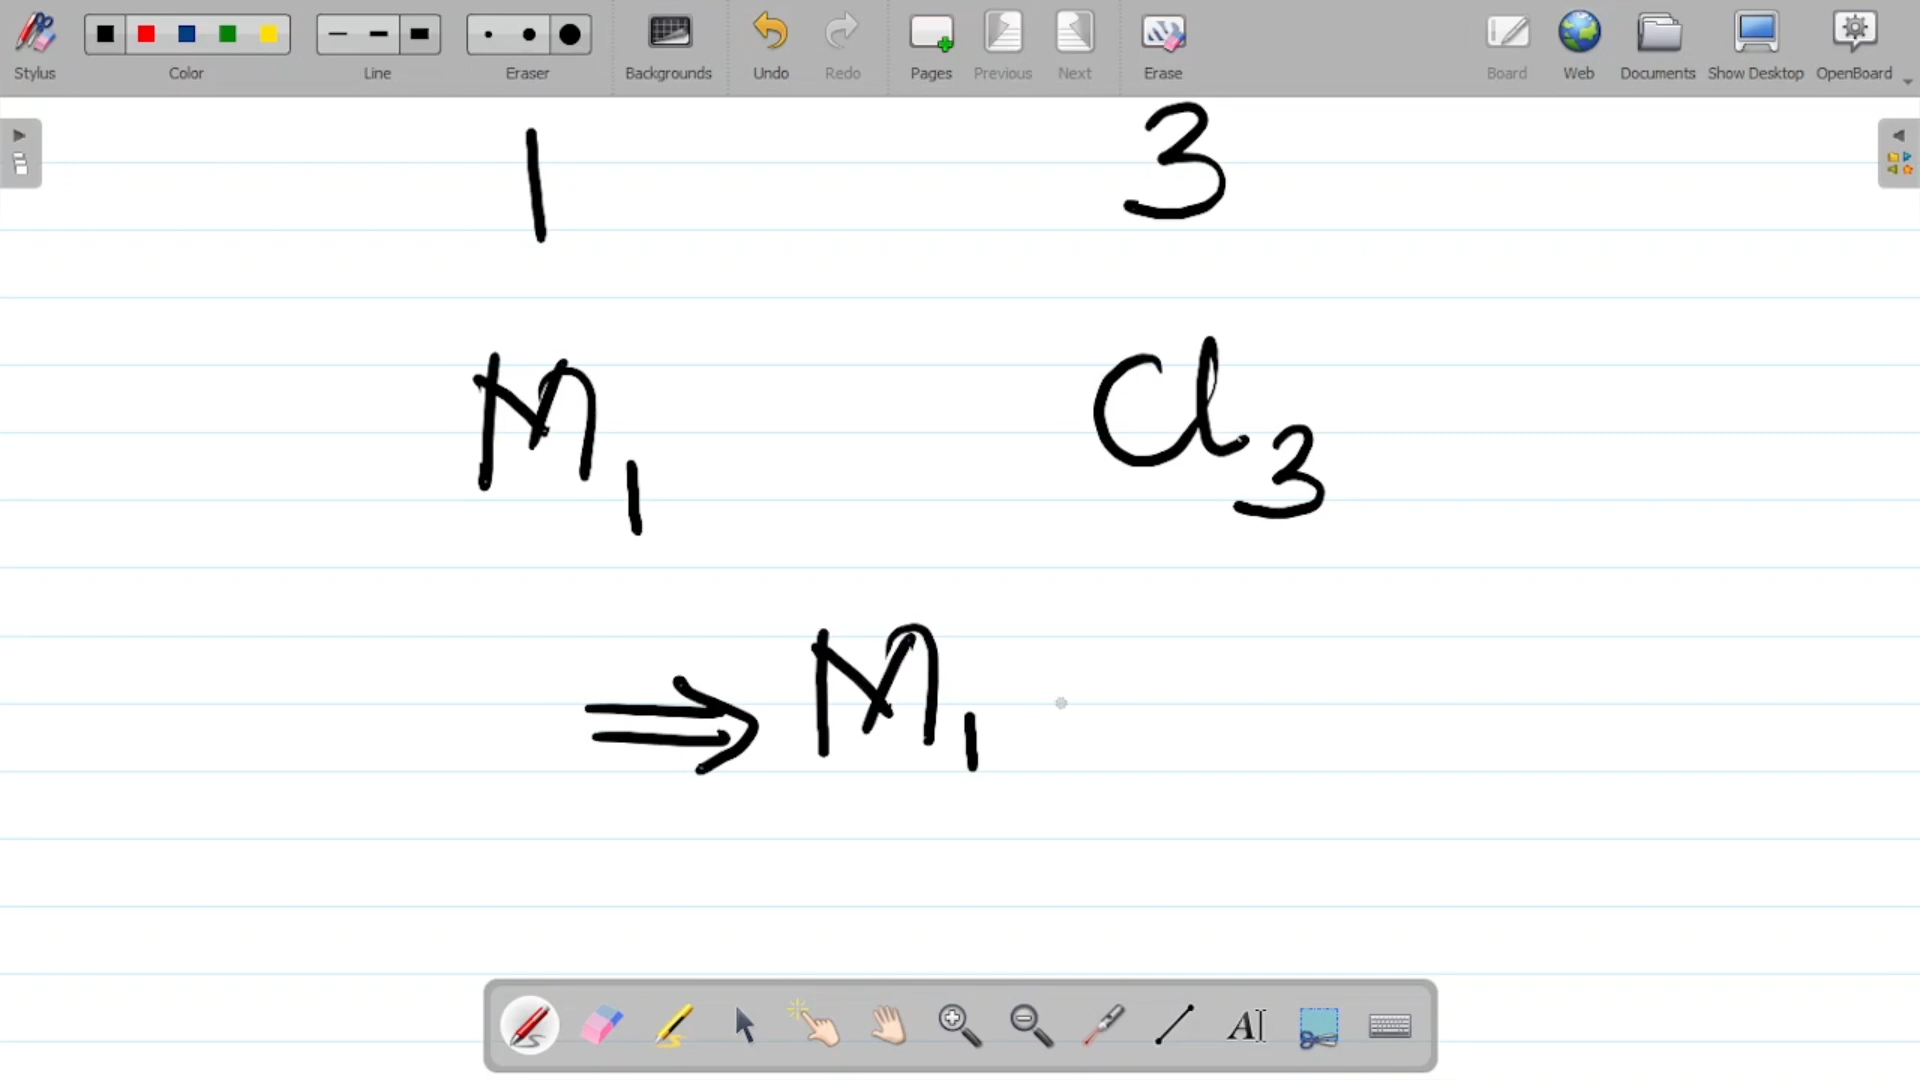 Stylus Color Line Eraser Backgrounds Undo Redo Pages Previous Next Erase Board Web Documents Show Desktop OpenBoard
1 3
M₁ Cl₃
⇒ M₁
AI